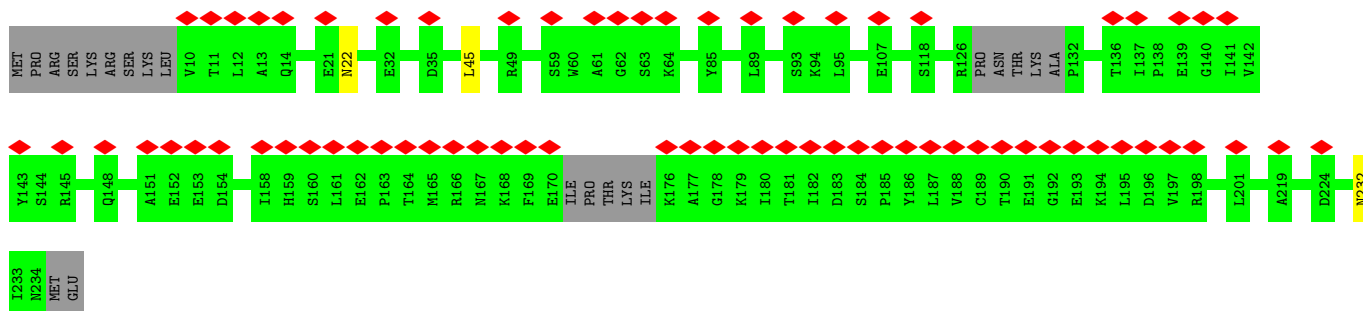 MET PRO ARG SER LYS ARG SER LYS LEU V10 T11 L12 A13 Q14 E21 N22 E32 D35 L45 R49 S59 W60 A61 G62 S63 K64 Y85 L89 S93 K94 L95 E107 S118 R126 PRO ASN THR LYS ALA P132 T136 I137 P138 E139 G140 I141 V142
Y143 S144 R145 Q148 A151 E152 E153 D154 I158 H159 S160 L161 E162 P163 T164 M165 R166 N167 K168 F169 E170 ILE PRO THR LYS ILE K176 A177 G178 K179 I180 T181 I182 D183 S184 P185 Y186 L187 V188 C189 T190 E191 G192 E193 K194 L195 D196 V197 R198 L201 A219 D224 N232
I233 N234 MET GLU